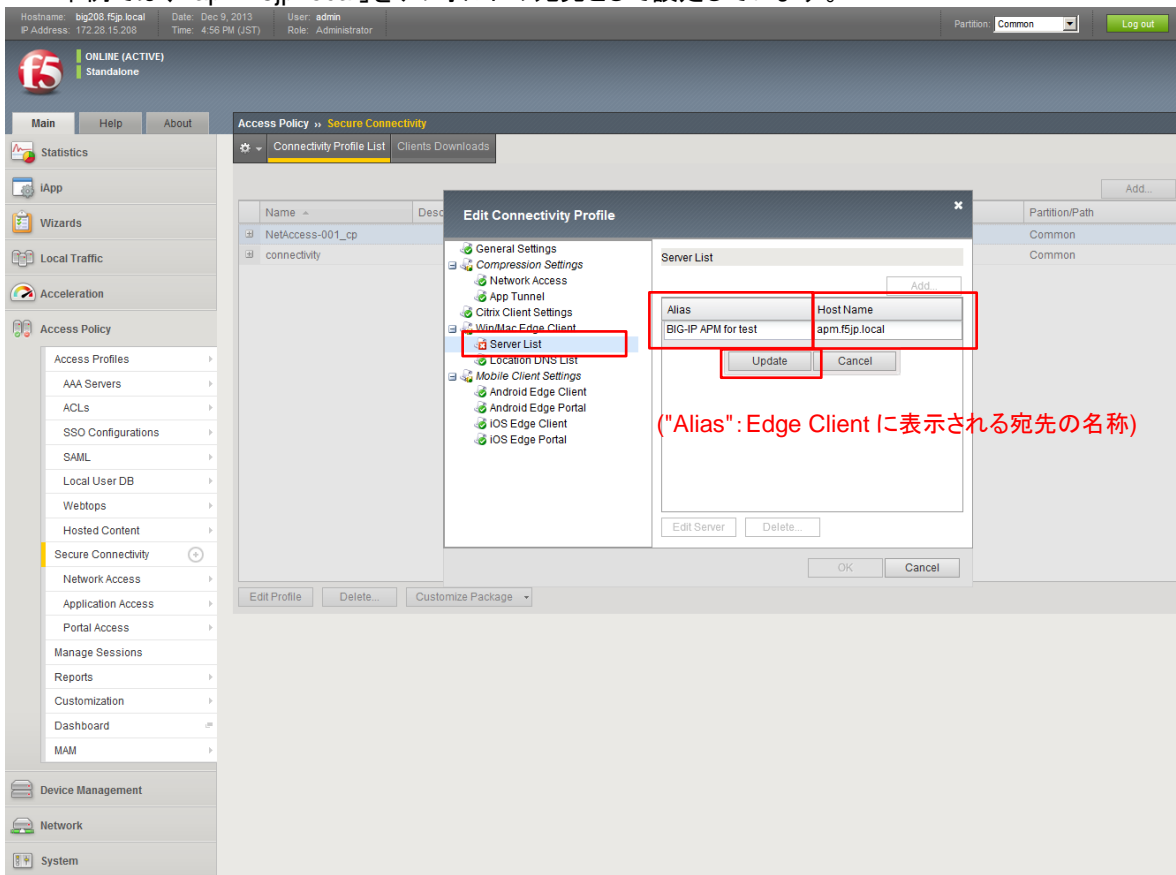 Hostname: big208.f5jp.local Date: Dec 9, 2013 User: admin
IP Address: 172.28.15.208 Time: 4:56 PM (JST) Role: Administrator
Partition: Common
Log out
ONLINE (ACTIVE)
Standalone
Main Help About
Access Policy ›› Secure Connectivity
Connectivity Profile List Clients Downloads
Statistics
iApp
Wizards
Local Traffic
Acceleration
Access Policy
Access Profiles
AAA Servers
ACLs
SSO Configurations
SAML
Local User DB
Webtops
Hosted Content
Secure Connectivity
Network Access
Application Access
Portal Access
Manage Sessions
Reports
Customization
Dashboard
MAM
Device Management
Network
System
Add...
Name Desc Partition/Path
NetAccess-001_cp Common
connectivity Common
Edit Profile Delete... Customize Package
Edit Connectivity Profile
General Settings
Compression Settings
Network Access
App Tunnel
Citrix Client Settings
Win/Mac Edge Client
Server List
Location DNS List
Mobile Client Settings
Android Edge Client
Android Edge Portal
iOS Edge Client
iOS Edge Portal
Server List
Add...
Alias Host Name
BIG-IP APM for test apm.f5jp.local
Update Cancel
("Alias":Edge Client に表示される宛先の名称)
Edit Server Delete...
OK Cancel